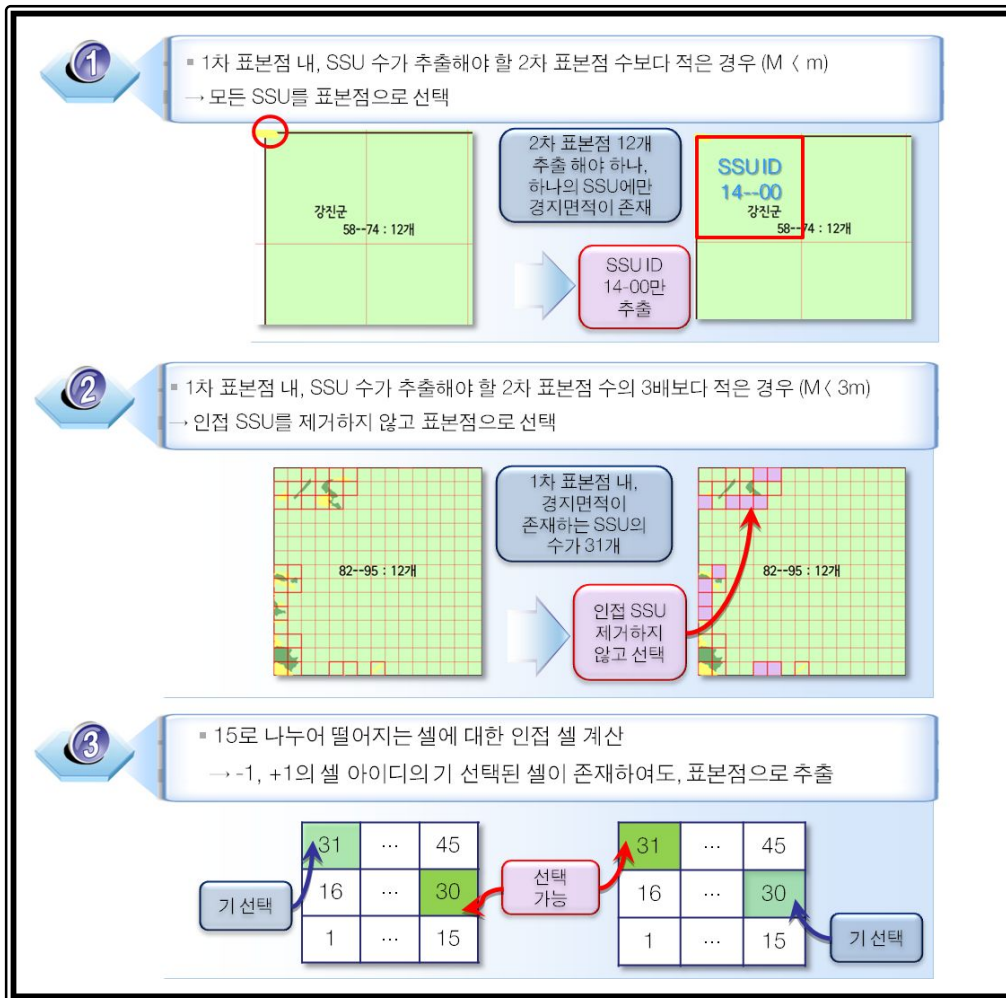 1
▪ 1차 표본점 내, SSU 수가 추출해야 할 2차 표본점 수보다 적은 경우 (M < m)
→ 모든 SSU를 표본점으로 선택
강진군
58--74 : 12개
2차 표본점 12개
추출 해야 하나,
하나의 SSU에만
경지면적이 존재
SSU ID
14-00만
추출
SSU ID
14--00
강진군
58--74 : 12개
2
▪ 1차 표본점 내, SSU 수가 추출해야 할 2차 표본점 수의 3배보다 적은 경우 (M< 3m)
→ 인접 SSU를 제거하지 않고 표본점으로 선택
82--95 : 12개
1차 표본점 내,
경지면적이
존재하는 SSU의
수가 31개
인접 SSU
제거하지
않고 선택
82--95 : 12개
3
▪ 15로 나누어 떨어지는 셀에 대한 인접 셀 계산
→ -1, +1의 셀 아이디의 기 선택된 셀이 존재하여도, 표본점으로 추출
기 선택
31 ... 45
16 ... 30
1 ... 15
선택
가능
31 ... 45
16 ... 30
1 ... 15
기 선택